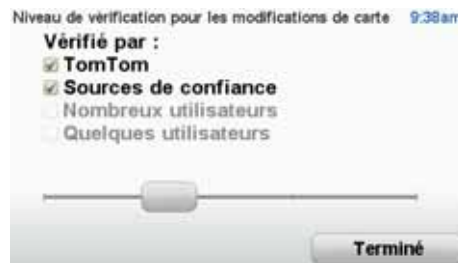 Niveau de vérification pour les modifications de carte 9:38am
Vérifié par :
TomTom
Sources de confiance
Nombreux utilisateurs
Quelques utilisateurs
Terminé